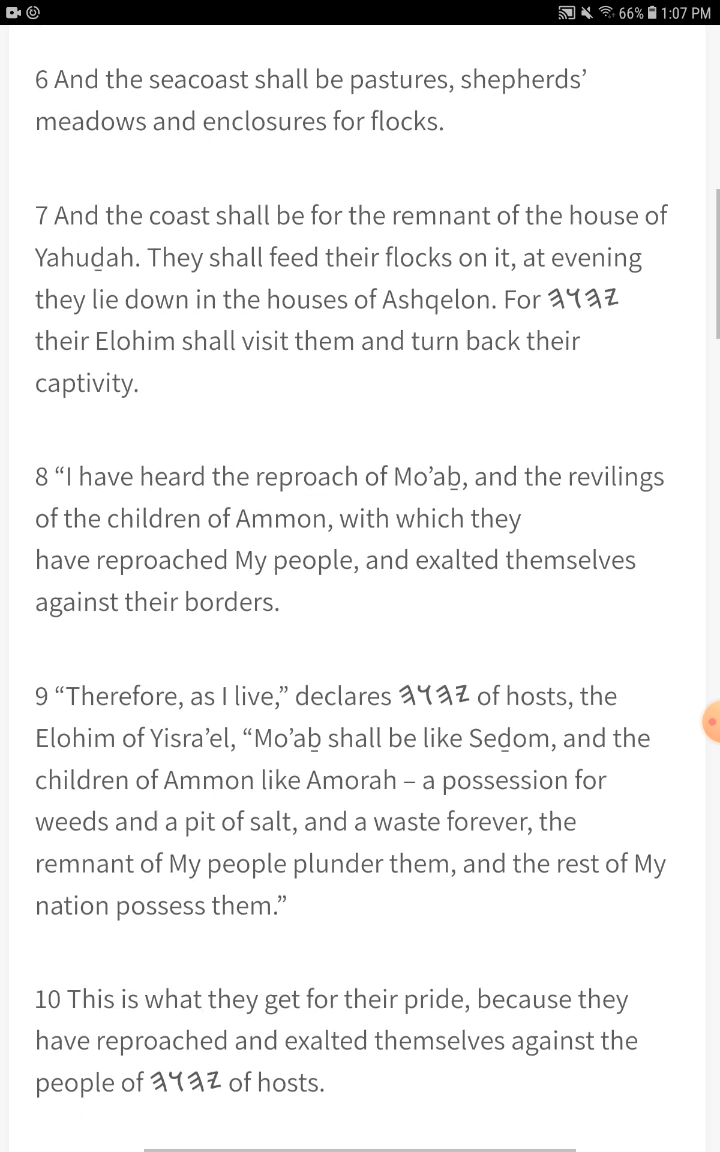 66% 1:07 PM
6 And the seacoast shall be pastures, shepherds’
meadows and enclosures for flocks.
7 And the coast shall be for the remnant of the house of
Yahuḏah. They shall feed their flocks on it, at evening
they lie down in the houses of Ashqelon. For 𐤉𐤄𐤅𐤄
their Elohim shall visit them and turn back their
captivity.
8 “I have heard the reproach of Mo’aḇ, and the revilings
of the children of Ammon, with which they
have reproached My people, and exalted themselves
against their borders.
9 “Therefore, as I live,” declares 𐤉𐤄𐤅𐤄 of hosts, the
Elohim of Yisra’el, “Mo’aḇ shall be like Seḏom, and the
children of Ammon like Amorah – a possession for
weeds and a pit of salt, and a waste forever, the
remnant of My people plunder them, and the rest of My
nation possess them.”
10 This is what they get for their pride, because they
have reproached and exalted themselves against the
people of 𐤉𐤄𐤅𐤄 of hosts.